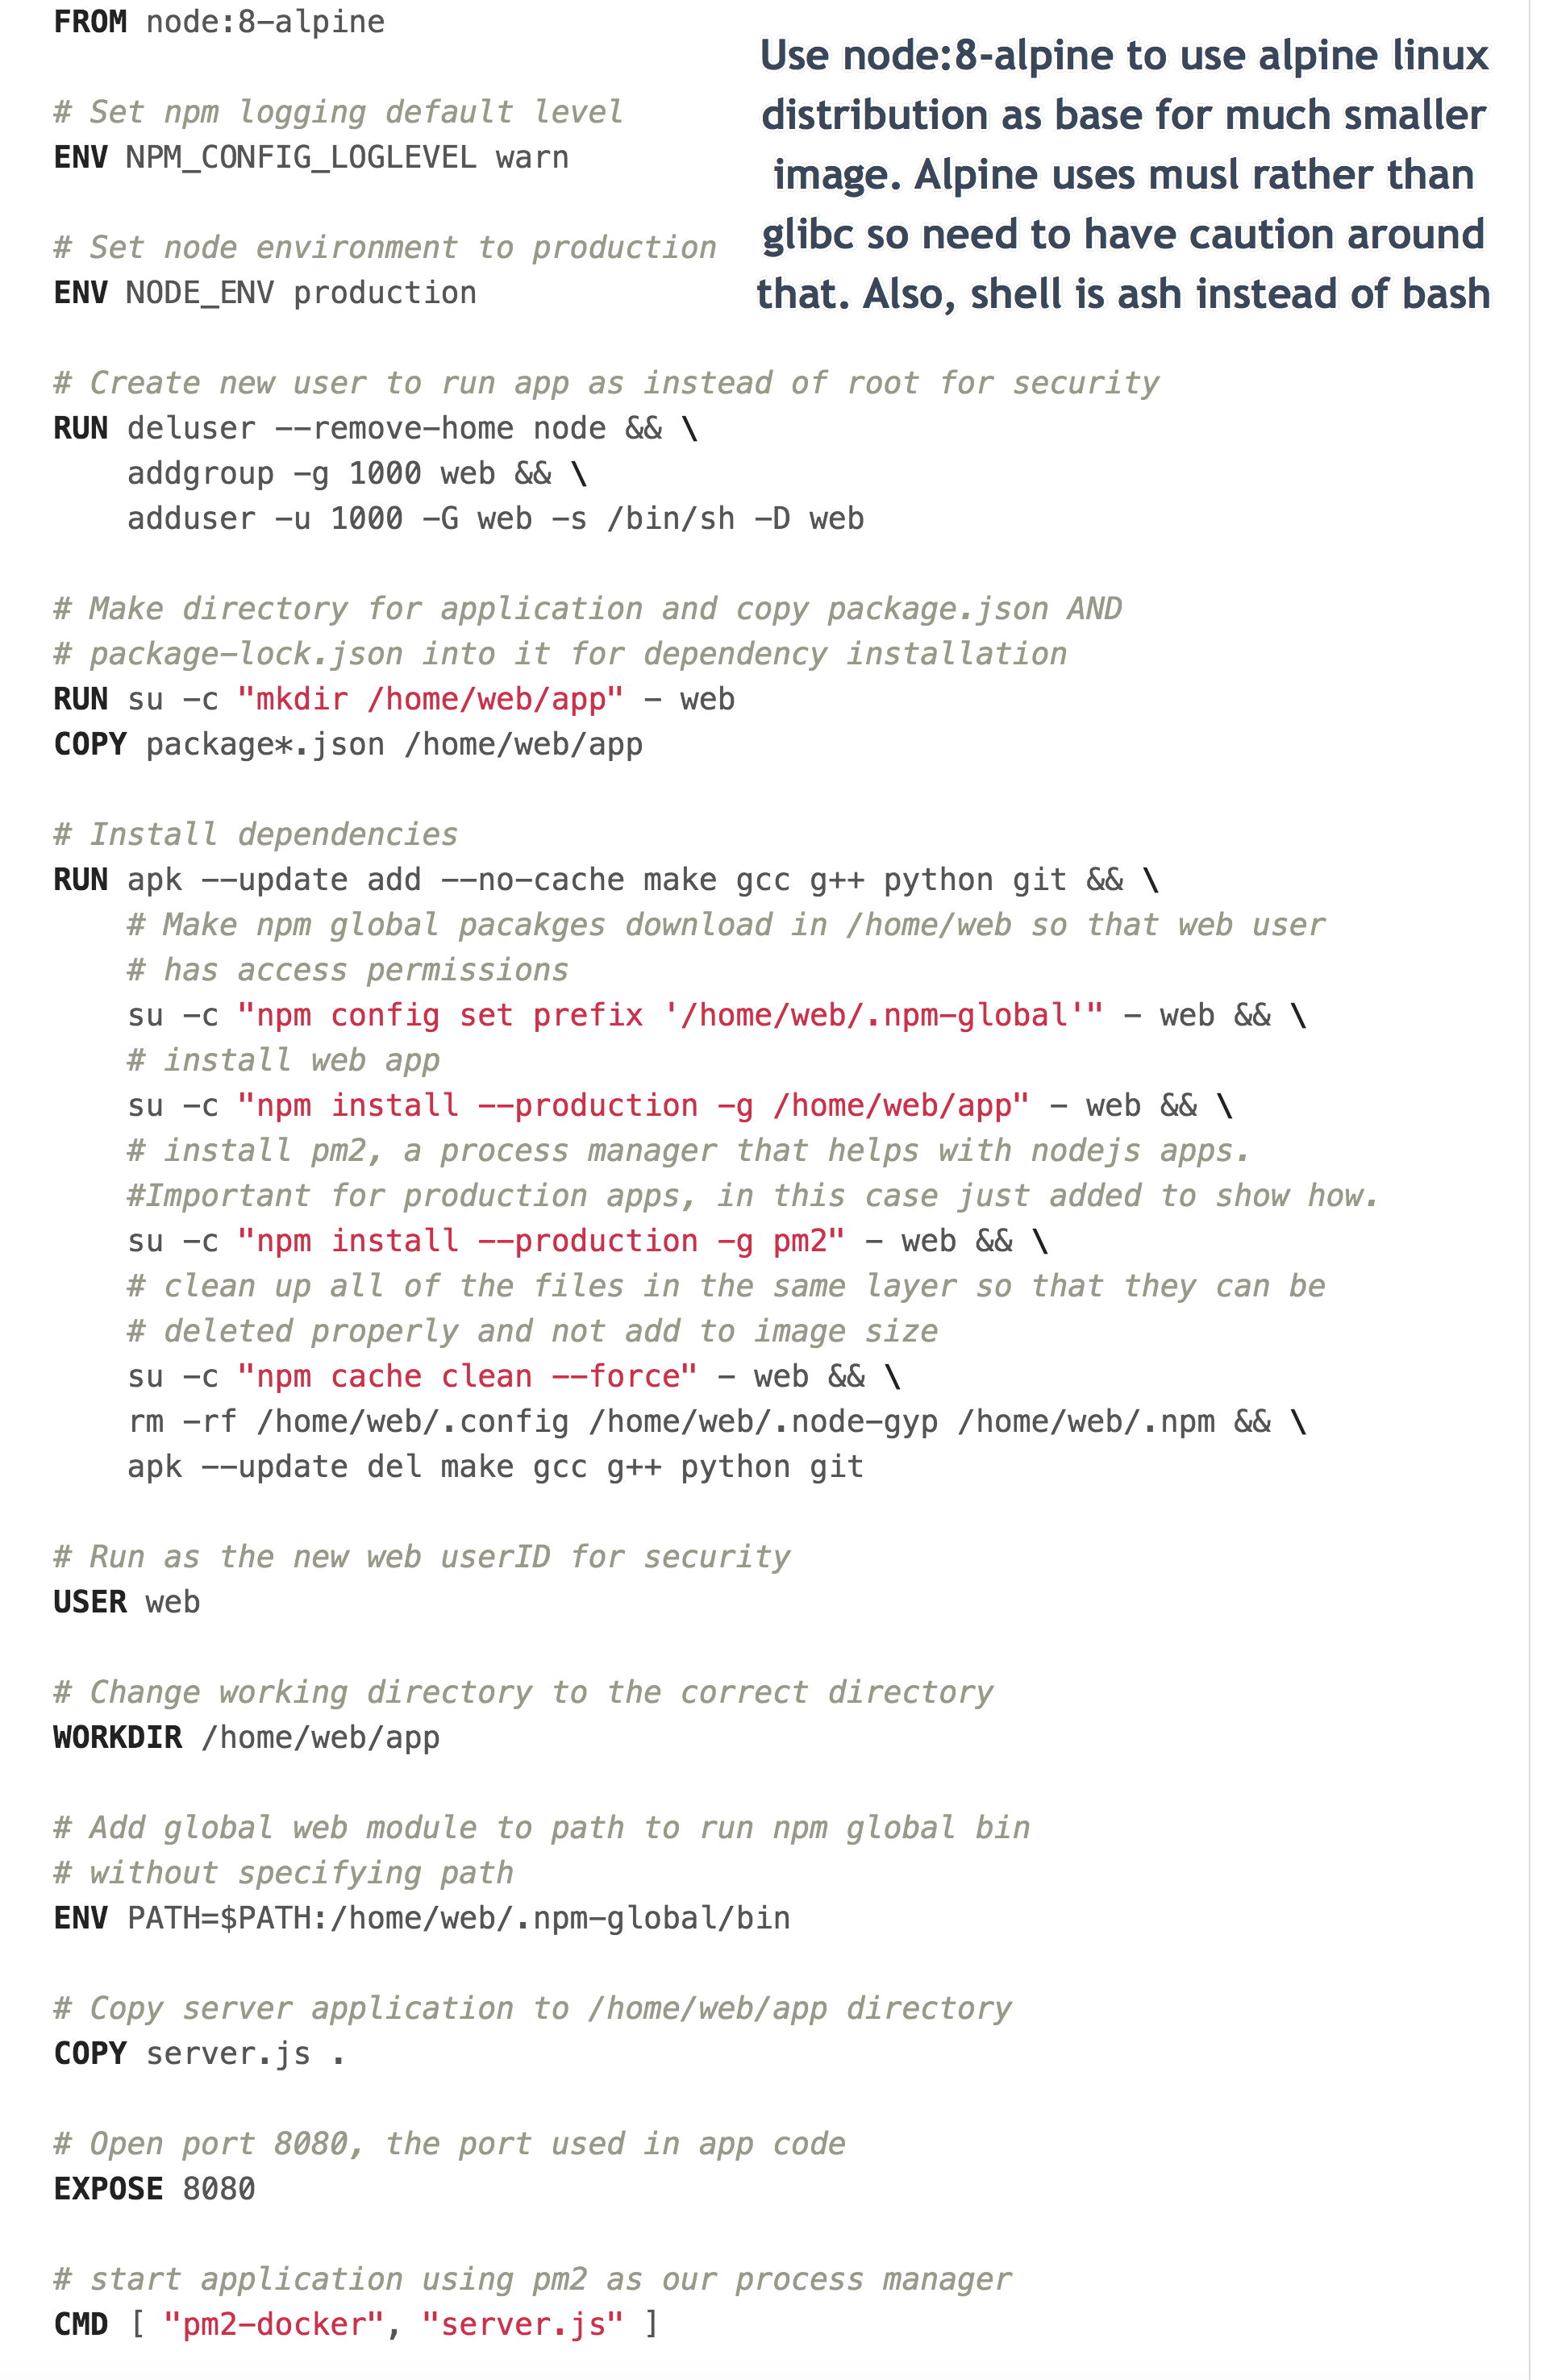 FROM node:8-alpine
Use node:8-alpine to use alpine linux
distribution as base for much smaller
image. Alpine uses musl rather than
glibc so need to have caution around
that. Also, shell is ash instead of bash
# Set npm logging default level
ENV NPM_CONFIG_LOGLEVEL warn
# Set node environment to production
ENV NODE_ENV production
# Create new user to run app as instead of root for security
RUN deluser --remove-home node && \
addgroup -g 1000 web && \
adduser -u 1000 -G web -s /bin/sh -D web
# Make directory for application and copy package.json AND
# package-lock.json into it for dependency installation
RUN su -c "mkdir /home/web/app" - web
COPY package*.json /home/web/app
# Install dependencies
RUN apk --update add --no-cache make gcc g++ python git && \
# Make npm global pacakges download in /home/web so that web user
# has access permissions
su -c "npm config set prefix '/home/web/.npm-global'" - web && \
# install web app
su -c "npm install --production -g /home/web/app" - web && \
# install pm2, a process manager that helps with nodejs apps.
#Important for production apps, in this case just added to show how.
su -c "npm install --production -g pm2" - web && \
# clean up all of the files in the same layer so that they can be
# deleted properly and not add to image size
su -c "npm cache clean --force" - web && \
rm -rf /home/web/.config /home/web/.node-gyp /home/web/.npm && \
apk --update del make gcc g++ python git
# Run as the new web userID for security
USER web
# Change working directory to the correct directory
WORKDIR /home/web/app
# Add global web module to path to run npm global bin
# without specifying path
ENV PATH=$PATH:/home/web/.npm-global/bin
# Copy server application to /home/web/app directory
COPY server.js .
# Open port 8080, the port used in app code
EXPOSE 8080
# start application using pm2 as our process manager
CMD [ "pm2-docker", "server.js" ]